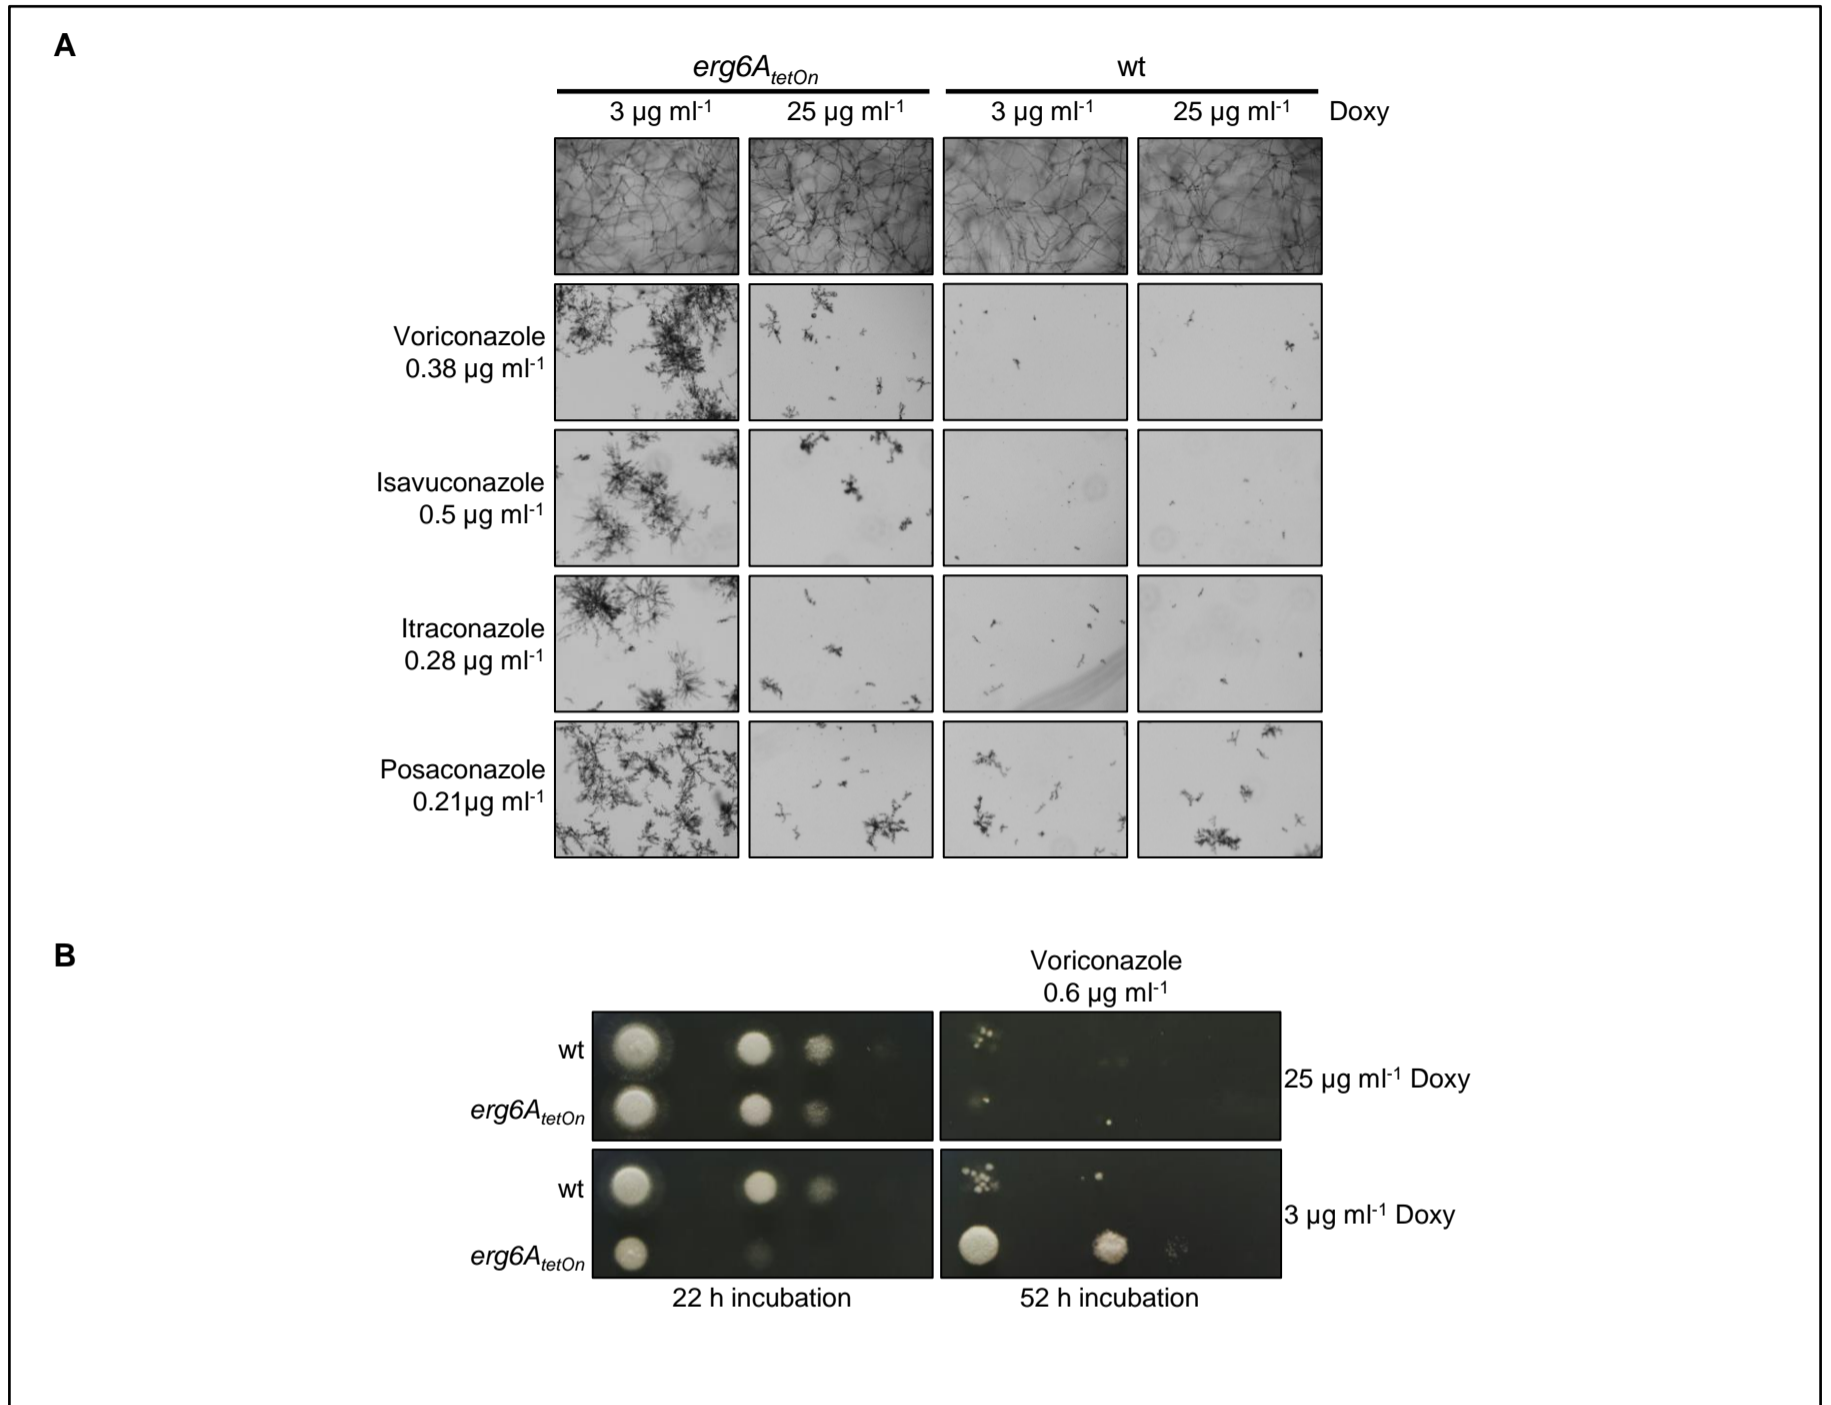 A
erg6AtetOn wt
3 µg ml-1 25 µg ml-1 3 µg ml-1 25 µg ml-1 Doxy
Voriconazole
0.38 µg ml-1
Isavuconazole
0.5 µg ml-1
Itraconazole
0.28 µg ml-1
Posaconazole
0.21µg ml-1
B
Voriconazole
0.6 µg ml-1
wt
25 µg ml-1 Doxy
erg6AtetOn
wt
3 µg ml-1 Doxy
erg6AtetOn
22 h incubation 52 h incubation